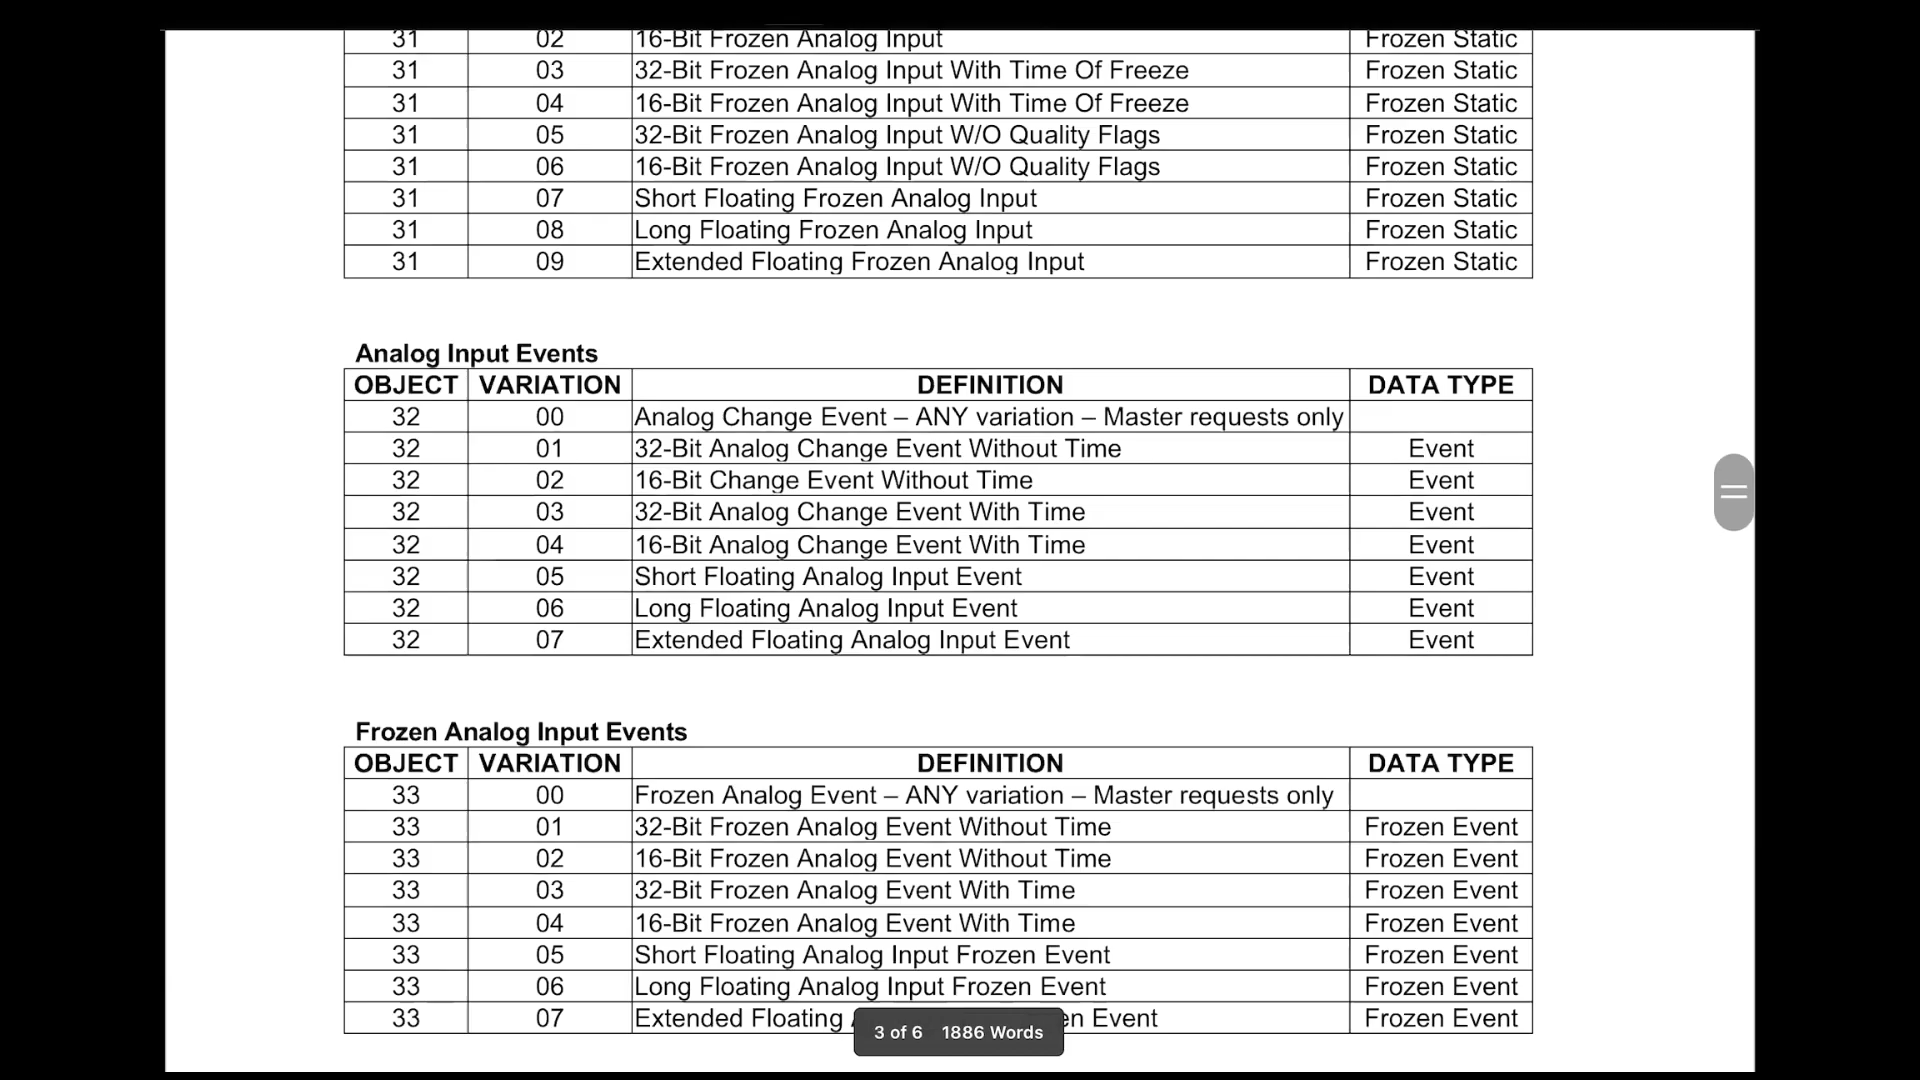 31 02 16-Bit Frozen Analog Input Frozen Static
31 03 32-Bit Frozen Analog Input With Time Of Freeze Frozen Static
31 04 16-Bit Frozen Analog Input With Time Of Freeze Frozen Static
31 05 32-Bit Frozen Analog Input W/O Quality Flags Frozen Static
31 06 16-Bit Frozen Analog Input W/O Quality Flags Frozen Static
31 07 Short Floating Frozen Analog Input Frozen Static
31 08 Long Floating Frozen Analog Input Frozen Static
31 09 Extended Floating Frozen Analog Input Frozen Static
Analog Input Events
OBJECT VARIATION DEFINITION DATA TYPE
32 00 Analog Change Event – ANY variation – Master requests only
32 01 32-Bit Analog Change Event Without Time Event
32 02 16-Bit Change Event Without Time Event
32 03 32-Bit Analog Change Event With Time Event
32 04 16-Bit Analog Change Event With Time Event
32 05 Short Floating Analog Input Event Event
32 06 Long Floating Analog Input Event Event
32 07 Extended Floating Analog Input Event Event
Frozen Analog Input Events
OBJECT VARIATION DEFINITION DATA TYPE
33 00 Frozen Analog Event – ANY variation – Master requests only
33 01 32-Bit Frozen Analog Event Without Time Frozen Event
33 02 16-Bit Frozen Analog Event Without Time Frozen Event
33 03 32-Bit Frozen Analog Event With Time Frozen Event
33 04 16-Bit Frozen Analog Event With Time Frozen Event
33 05 Short Floating Analog Input Frozen Event Frozen Event
33 06 Long Floating Analog Input Frozen Event Frozen Event
33 07 Extended Floating Event Frozen Event
3 of 6 1886 Words